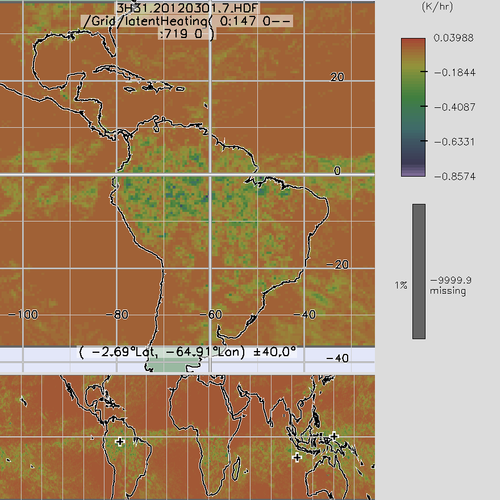 3H31.20120301.7.HDF
/Grid/latentHeating( 0:147 0--
:719 0 )
(K/hr)
0.03988
-0.1844
-0.4087
-0.6331
-0.8574
20
0
-20
-100 -80 -60 -40
( -2.69°Lat, -64.91°Lon) ±40.0°
-40
1%
-9999.9
missing